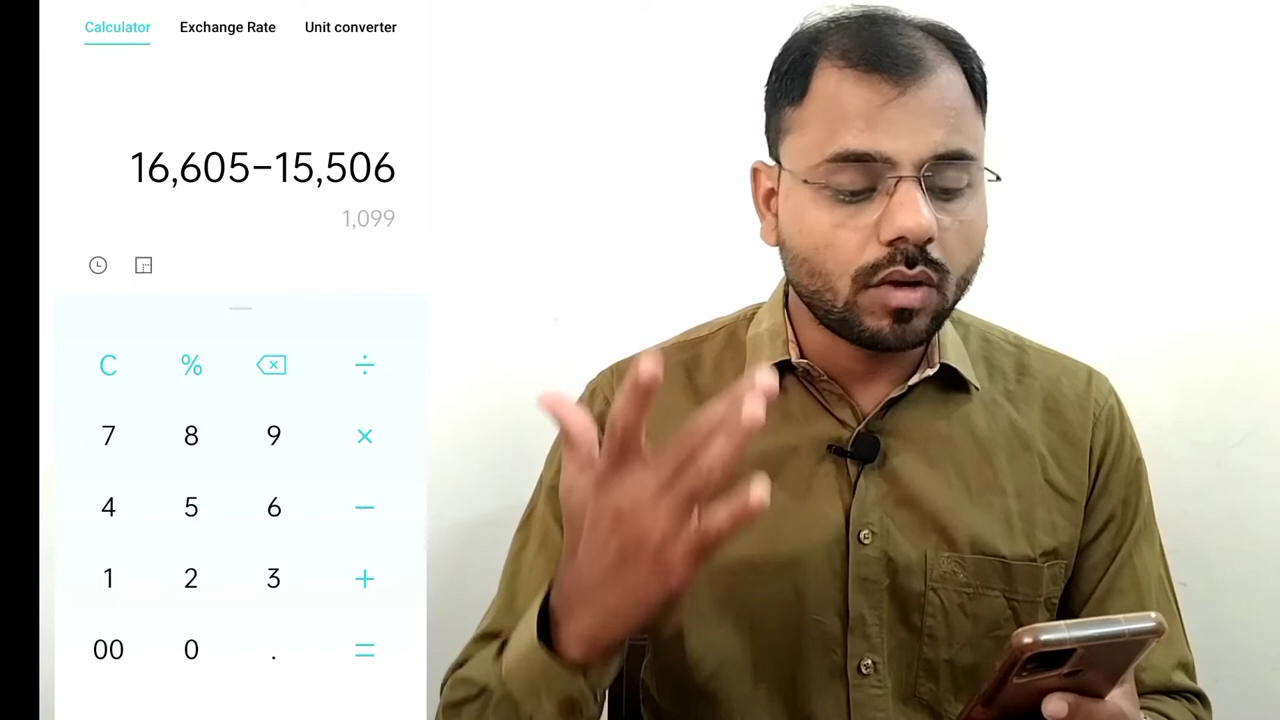 Calculator Exchange Rate Unit converter
16,605−15,506
1,099
C % ÷
7 8 9 ×
4 5 6 −
1 2 3 +
00 0 . =